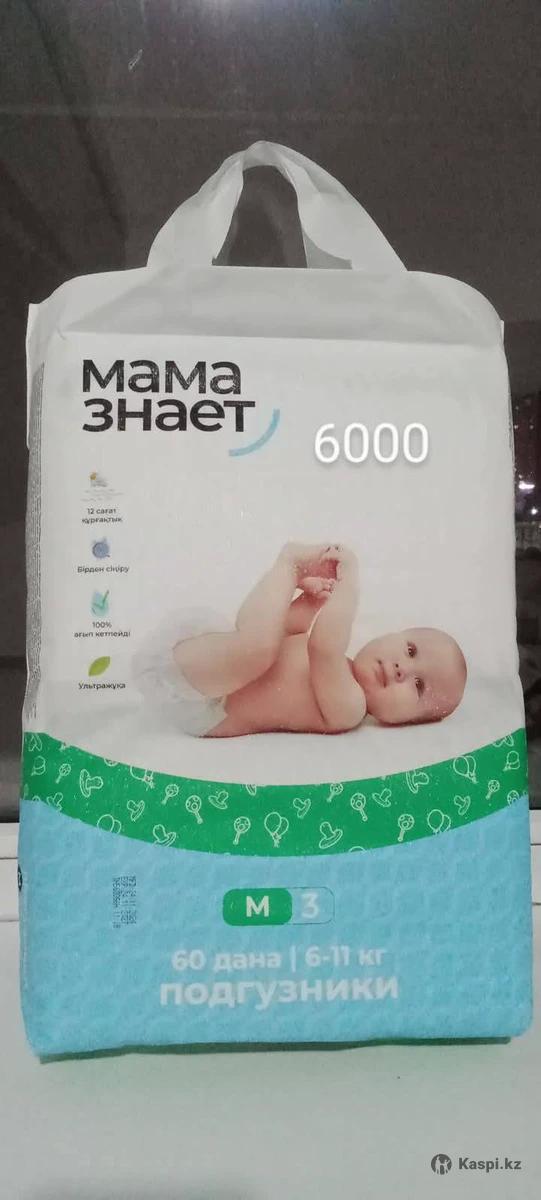 мама
знает
6000
12 сағат
құрғақтық
Бірден сіңіру
100%
ағып кетпейді
Ультражұқа
M 3
60 дана | 6-11 кг
подгузники
Kaspi.kz